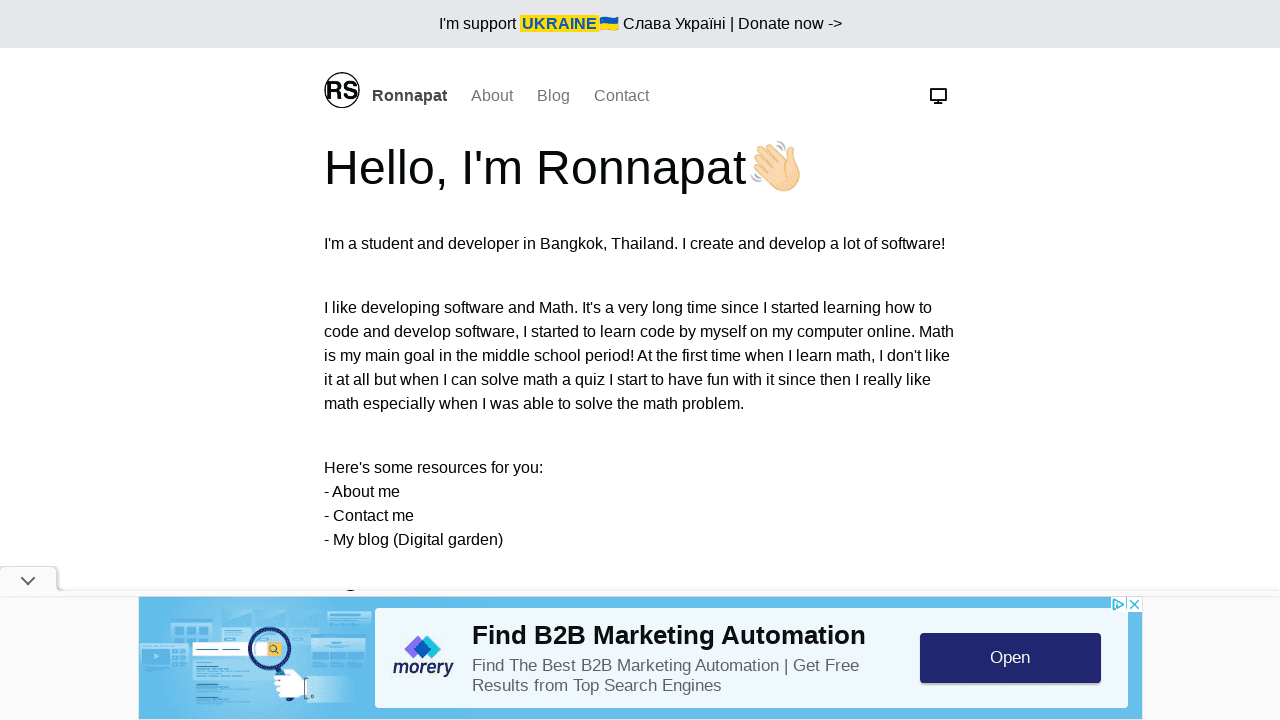 I'm support UKRAINE🇺🇦 Слава Україні | Donate now ->
RS Ronnapat About Blog Contact
Hello, I'm Ronnapat👋🏻
I'm a student and developer in Bangkok, Thailand. I create and develop a lot of software!
I like developing software and Math. It's a very long time since I started learning how to
code and develop software, I started to learn code by myself on my computer online. Math
is my main goal in the middle school period! At the first time when I learn math, I don't like
it at all but when I can solve math a quiz I start to have fun with it since then I really like
math especially when I was able to solve the math problem.
Here's some resources for you:
- About me
- Contact me
- My blog (Digital garden)
morery
Find B2B Marketing Automation
Find The Best B2B Marketing Automation | Get Free
Results from Top Search Engines
Open